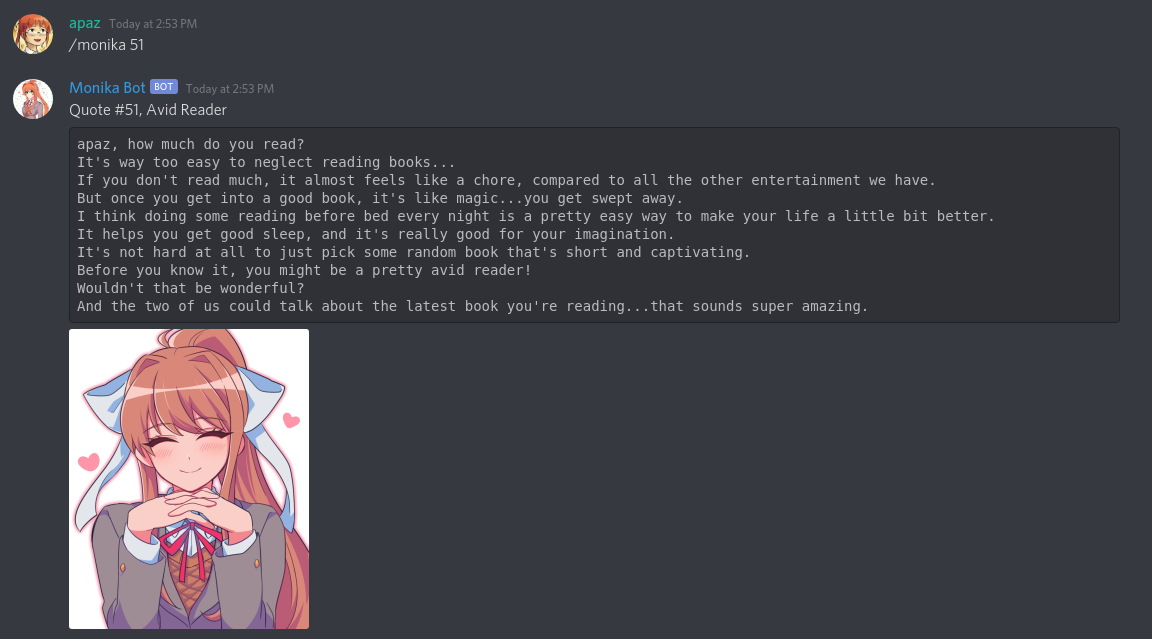 apaz Today at 2:53 PM
/monika 51
Monika Bot BOT Today at 2:53 PM
Quote #51, Avid Reader
apaz, how much do you read?
It's way too easy to neglect reading books...
If you don't read much, it almost feels like a chore, compared to all the other entertainment we have.
But once you get into a good book, it's like magic...you get swept away.
I think doing some reading before bed every night is a pretty easy way to make your life a little bit better.
It helps you get good sleep, and it's really good for your imagination.
It's not hard at all to just pick some random book that's short and captivating.
Before you know it, you might be a pretty avid reader!
Wouldn't that be wonderful?
And the two of us could talk about the latest book you're reading...that sounds super amazing.